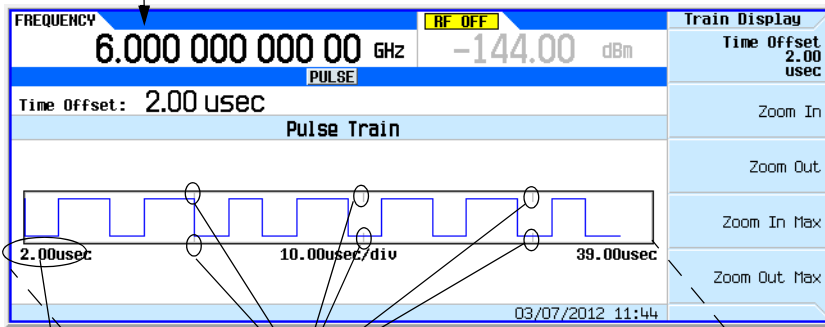 FREQUENCY
RF OFF
6.000 000 000 00 GHz
-144.00 dBm
PULSE
Time Offset: 2.00 usec
Pulse Train
2.00usec
10.00usec/div
39.00usec
03/07/2012 11:44
Train Display
Time Offset
2.00
usec
Zoom In
Zoom Out
Zoom In Max
Zoom Out Max